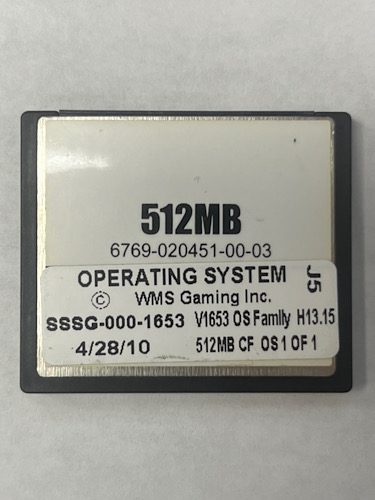 512MB
6769-020451-00-03
OPERATING SYSTEM J5
© WMS Gaming Inc.
SSSG-000-1653 V1653 OS Family H13.15
4/28/10 512MB CF OS 1 OF 1